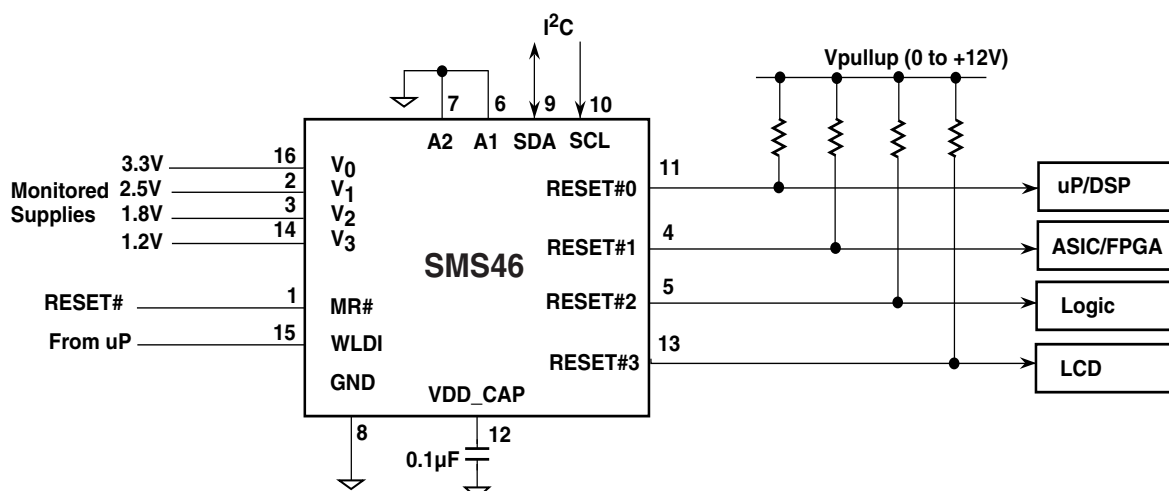 I²C
Vpullup (0 to +12V)
7 6 9 10
A2 A1 SDA SCL
Monitored
Supplies
3.3V 16 V0
2.5V 2 V1
1.8V 3 V2
1.2V 14 V3
RESET# 1 MR#
From uP 15 WLDI
GND
VDD_CAP
SMS46
RESET#0 11 uP/DSP
RESET#1 4 ASIC/FPGA
RESET#2 5 Logic
RESET#3 13 LCD
8
12
0.1µF